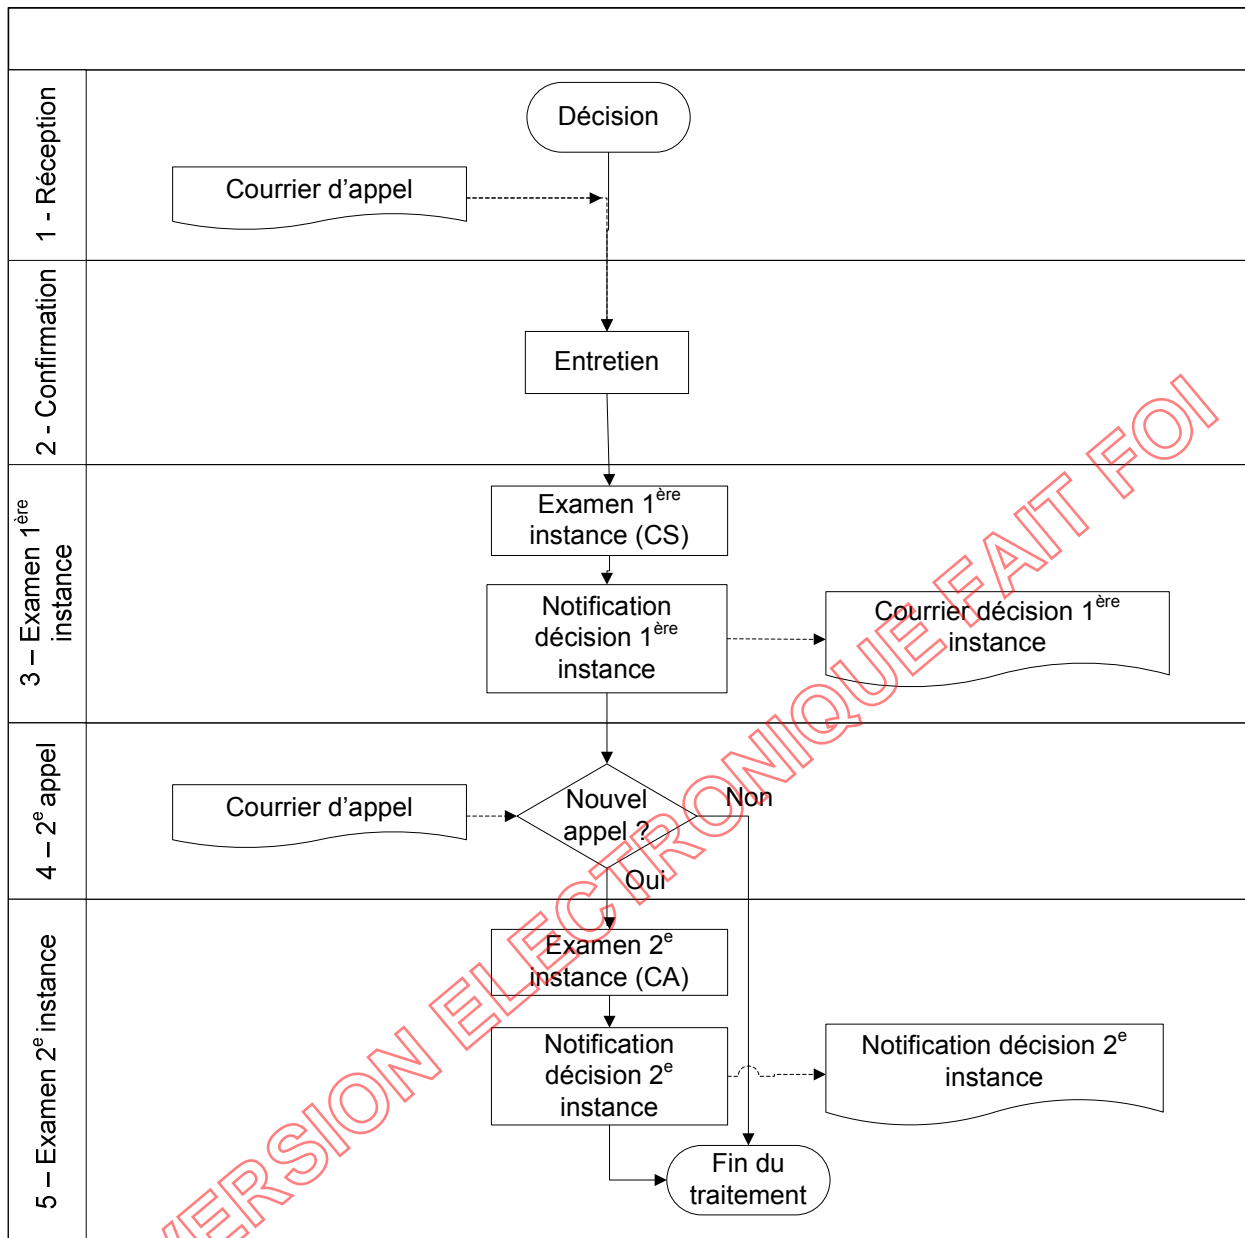 1 - Réception
Décision
Courrier d'appel
2 - Confirmation
Entretien
3 – Examen 1ère
instance
Examen 1ère
instance (CS)
Notification
décision 1ère
instance
Courrier décision 1ère
instance
4 – 2e appel
Courrier d'appel
Nouvel
appel ?
Non
Oui
5 – Examen 2e instance
Examen 2e
instance (CA)
Notification
décision 2e
instance
Notification décision 2e
instance
Fin du
traitement
VERSION ELECTRONIQUE FAIT FOI